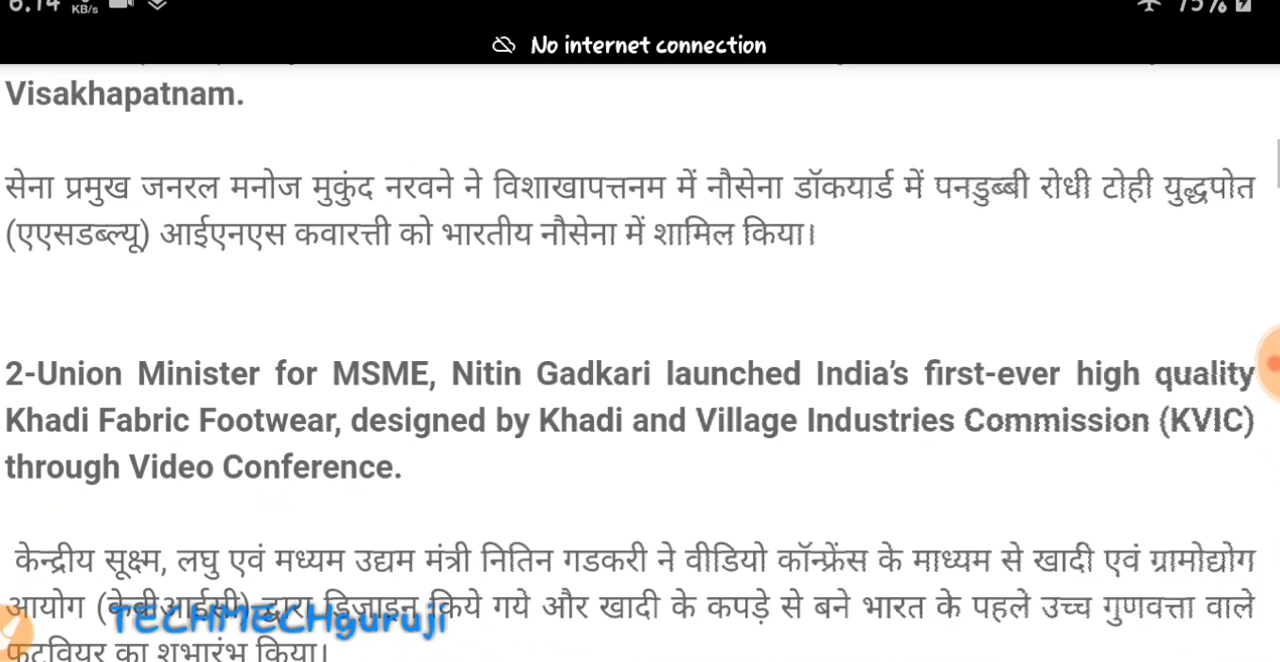 KB/s
No internet connection
Visakhapatnam.
सेना प्रमुख जनरल मनोज मुकुंद नरवने ने विशाखापत्तनम में नौसेना डॉकयार्ड में पनडुब्बी रोधी टोही युद्धपोत
(एएसडब्ल्यू) आईएनएस कवारत्ती को भारतीय नौसेना में शामिल किया।
2-Union Minister for MSME, Nitin Gadkari launched India’s first-ever high quality
Khadi Fabric Footwear, designed by Khadi and Village Industries Commission (KVIC)
through Video Conference.
केन्द्रीय सूक्ष्म, लघु एवं मध्यम उद्यम मंत्री नितिन गडकरी ने वीडियो कॉन्फ्रेंस के माध्यम से खादी एवं ग्रामोद्योग
आयोग (केवीआईसी) द्वारा डिज़ाइन किये गये और खादी के कपड़े से बने भारत के पहले उच्च गुणवत्ता वाले
TECHMECHguruji
फुटवियर का शुभारंभ किया।